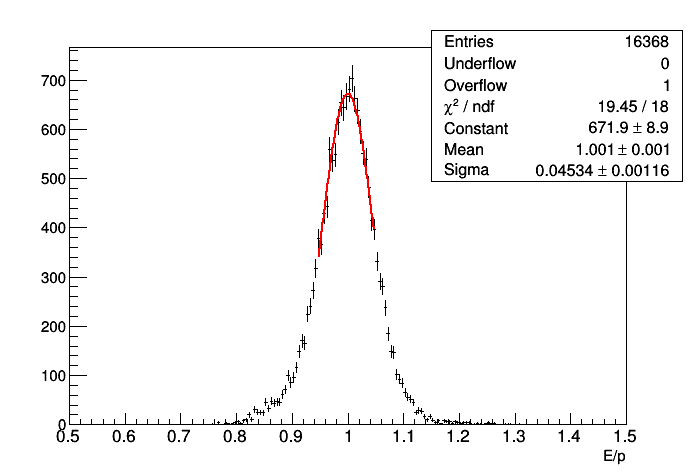 Entries 16368
Underflow 0
Overflow 1
χ² / ndf 19.45 / 18
Constant 671.9 ± 8.9
Mean 1.001 ± 0.001
Sigma 0.04534 ± 0.00116
700
600
500
400
300
200
100
0
0.5 0.6 0.7 0.8 0.9 1 1.1 1.2 1.3 1.4 1.5
E/p